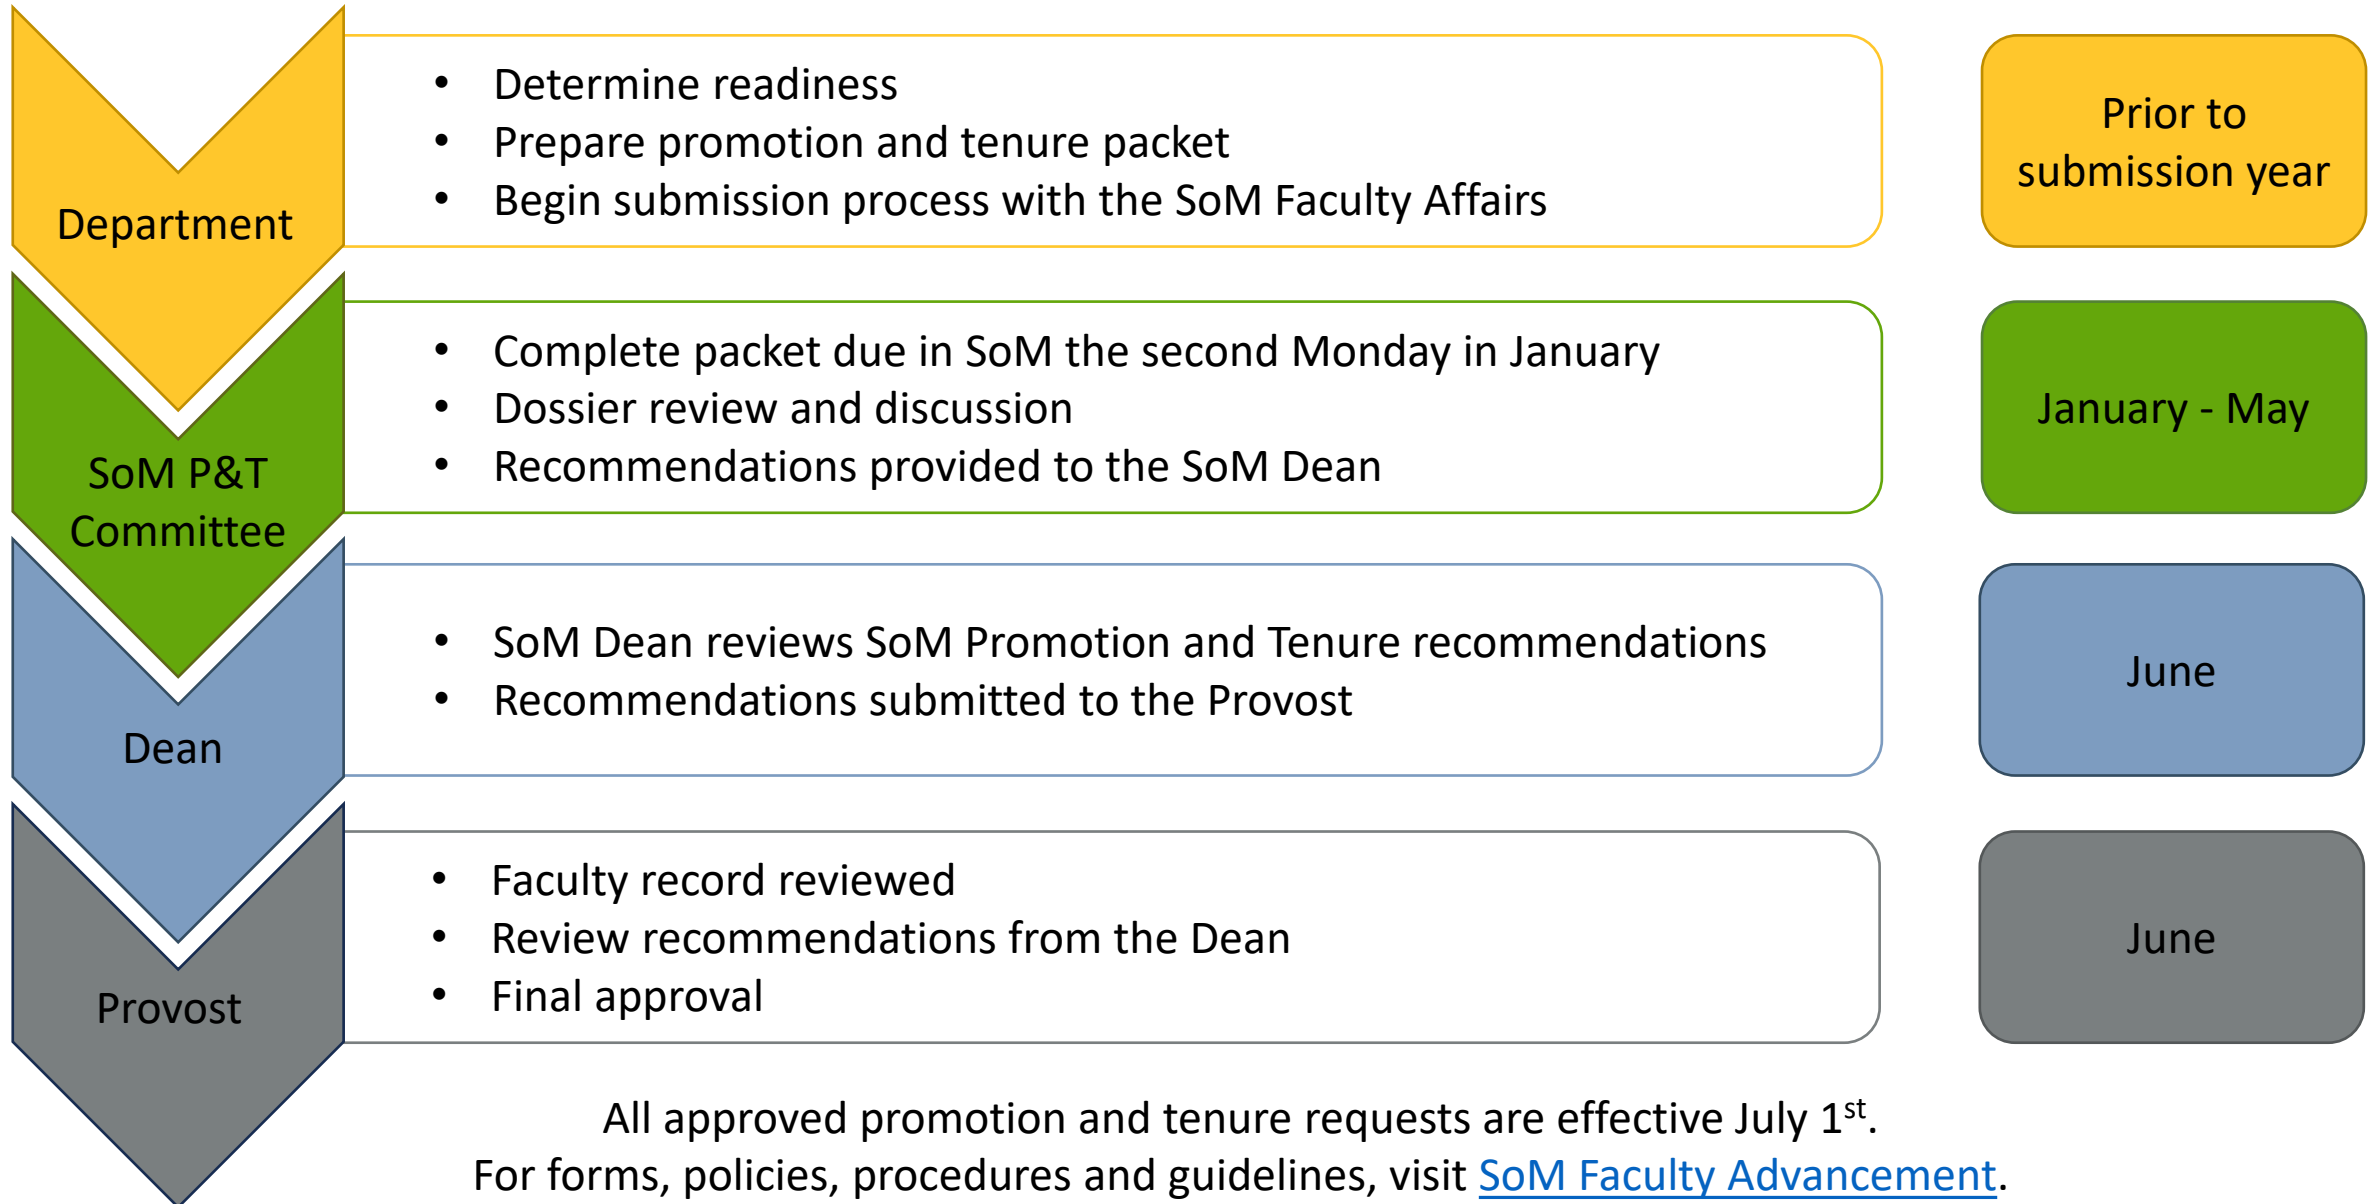 Department
• Determine readiness
• Prepare promotion and tenure packet
• Begin submission process with the SoM Faculty Affairs
Prior to
submission year
SoM P&T
Committee
• Complete packet due in SoM the second Monday in January
• Dossier review and discussion
• Recommendations provided to the SoM Dean
January - May
Dean
• SoM Dean reviews SoM Promotion and Tenure recommendations
• Recommendations submitted to the Provost
June
Provost
• Faculty record reviewed
• Review recommendations from the Dean
• Final approval
June
All approved promotion and tenure requests are effective July 1st.
For forms, policies, procedures and guidelines, visit SoM Faculty Advancement.